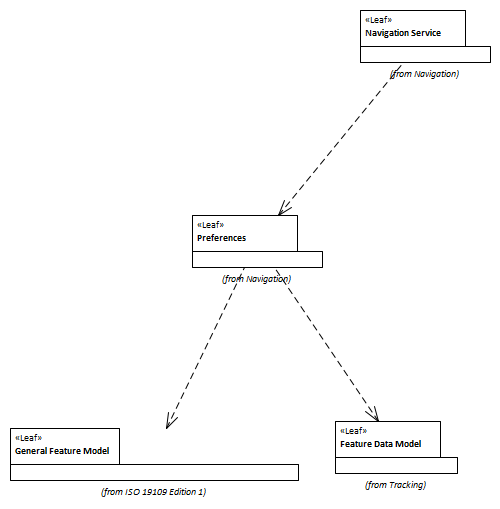 «Leaf»
Navigation Service
(from Navigation)
«Leaf»
Preferences
(from Navigation)
«Leaf»
General Feature Model
(from ISO 19109 Edition 1)
«Leaf»
Feature Data Model
(from Tracking)